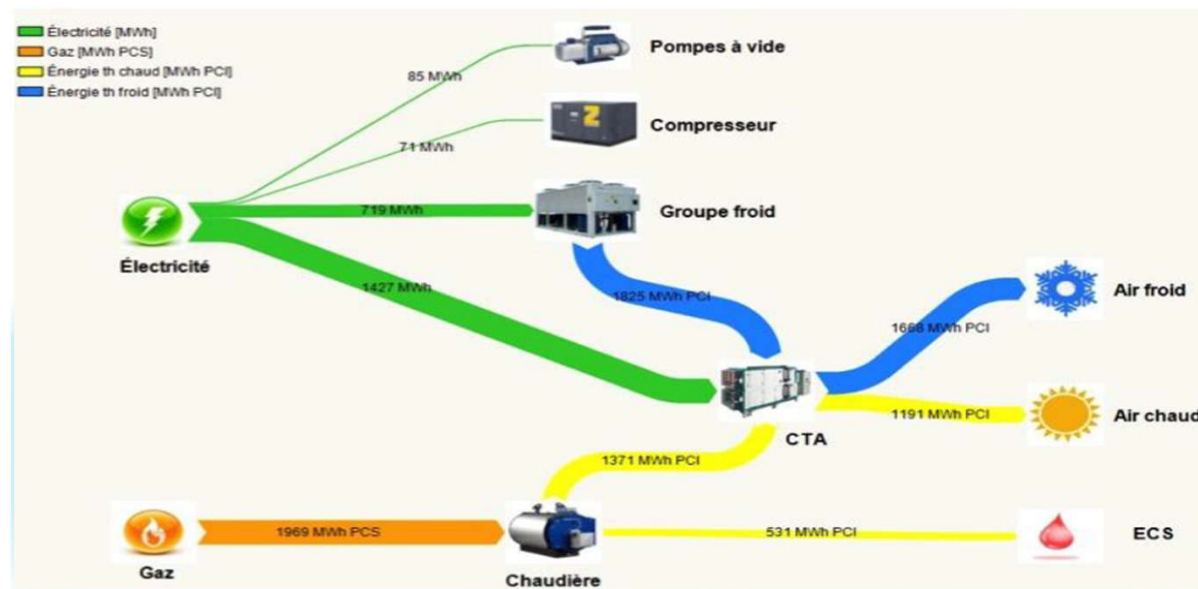 Électricité [MWh]
Gaz [MWh PCS]
Énergie th chaud [MWh PCI]
Énergie th froid [MWh PCI]
Pompes à vide
85 MWh
Compresseur
71 MWh
719 MWh
Groupe froid
Électricité
1427 MWh
1825 MWh PCI
Air froid
1668 MWh PCI
1191 MWh PCI
Air chaud
CTA
1371 MWh PCI
1969 MWh PCS
531 MWh PCI
ECS
Gaz
Chaudière